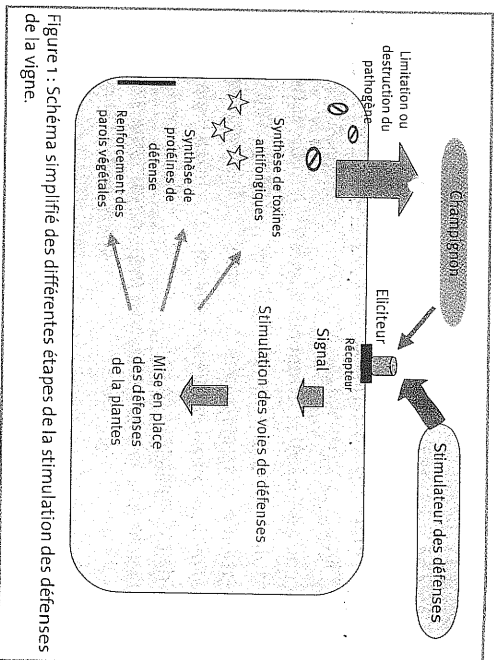 Champignon
Stimulateur des défenses
Limitation ou
destruction du
pathogène
Eliciteur
Récepteur
Signal
Stimulation des voies de défenses
Synthèse de toxines
antifongiques
Synthèse de
protéines de
défense
Mise en place
des défenses
de la plantes
Renforcement des
parois végétales
Figure 1 : Schéma simplifié des différentes étapes de la stimulation des défenses
de la vigne.